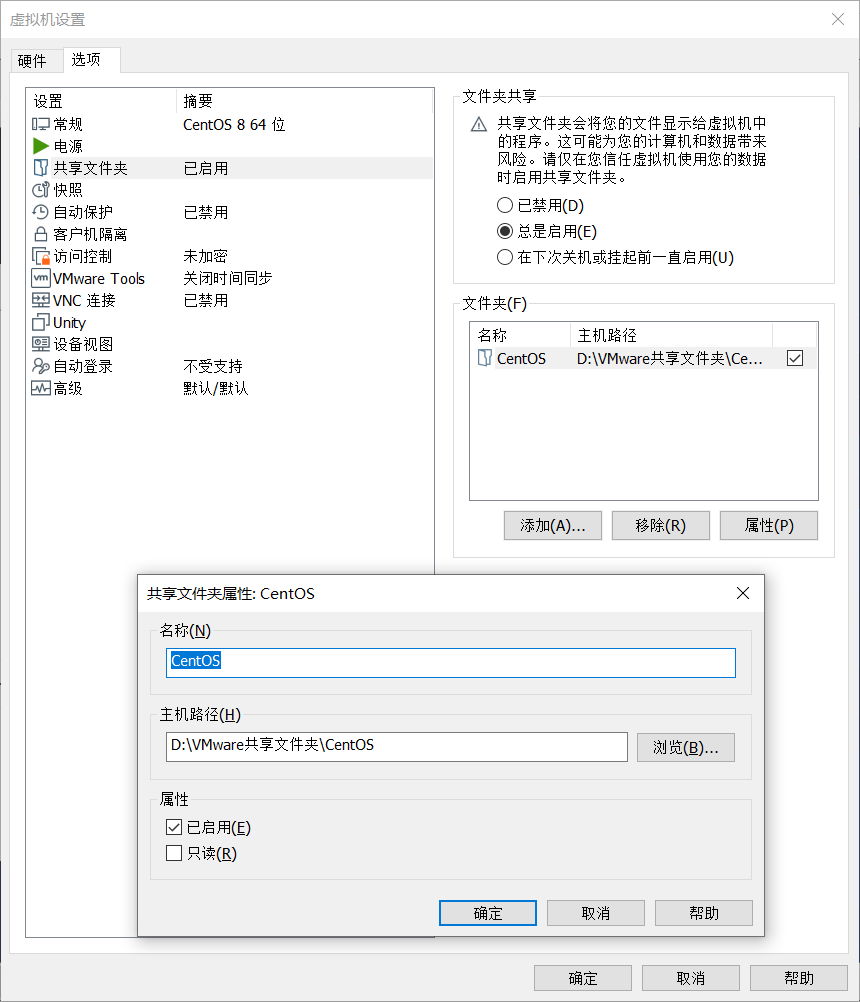 虚拟机设置
硬件 选项
设置 摘要
常规 CentOS 8 64 位
电源
共享文件夹 已启用
快照
自动保护 已禁用
客户机隔离
访问控制 未加密
vm VMware Tools 关闭时间同步
VNC 连接 已禁用
Unity
设备视图
自动登录 不受支持
高级 默认/默认
文件夹共享
共享文件夹会将您的文件显示给虚拟机中
的程序。这可能为您的计算机和数据带来
风险。请仅在您信任虚拟机使用您的数据
时启用共享文件夹。
已禁用(D)
总是启用(E)
在下次关机或挂起前一直启用(U)
文件夹(F)
名称 主机路径
CentOS D:\VMware共享文件夹\Ce...
添加(A)... 移除(R) 属性(P)
共享文件夹属性: CentOS
名称(N)
CentOS
主机路径(H)
D:\VMware共享文件夹\CentOS 浏览(B)...
属性
已启用(E)
只读(R)
确定 取消 帮助
确定 取消 帮助